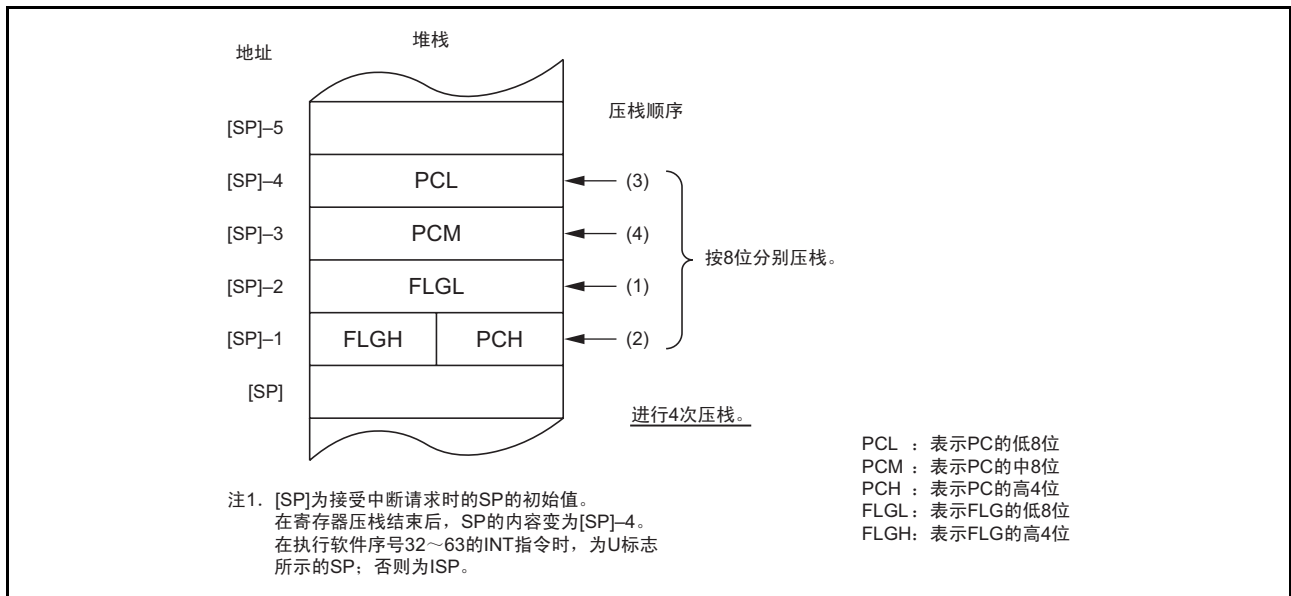 堆栈
地址
压栈顺序
[SP]–5
[SP]–4 PCL (3)
[SP]–3 PCM (4)
按8位分别压栈。
[SP]–2 FLGL (1)
[SP]–1 FLGH PCH (2)
[SP]
进行4次压栈。
PCL ：表示PC的低8位
PCM ：表示PC的中8位
PCH ：表示PC的高4位
FLGL：表示FLG的低8位
FLGH：表示FLG的高4位
注1. [SP]为接受中断请求时的SP的初始值。
在寄存器压栈结束后，SP的内容变为[SP]–4。
在执行软件序号32～63的INT指令时，为U标志
所示的SP；否则为ISP。